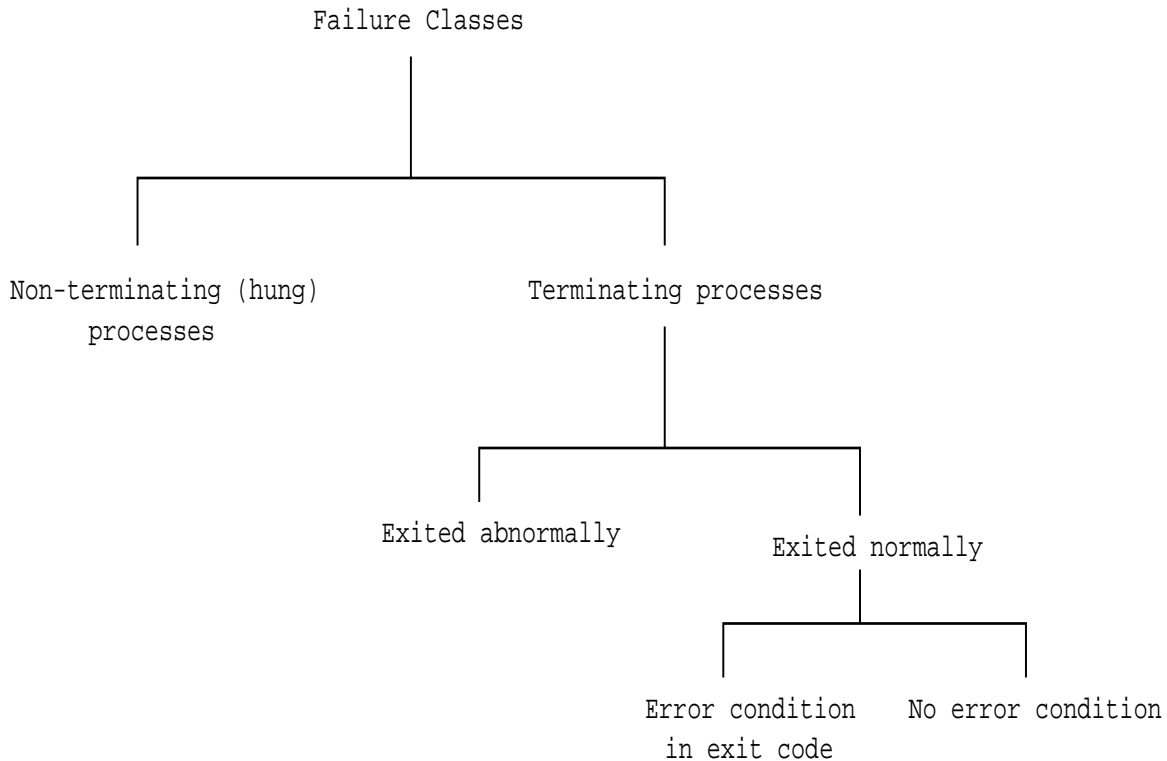 Failure Classes
Non-terminating (hung)
processes
Terminating processes
Exited abnormally
Exited normally
Error condition
in exit code
No error condition